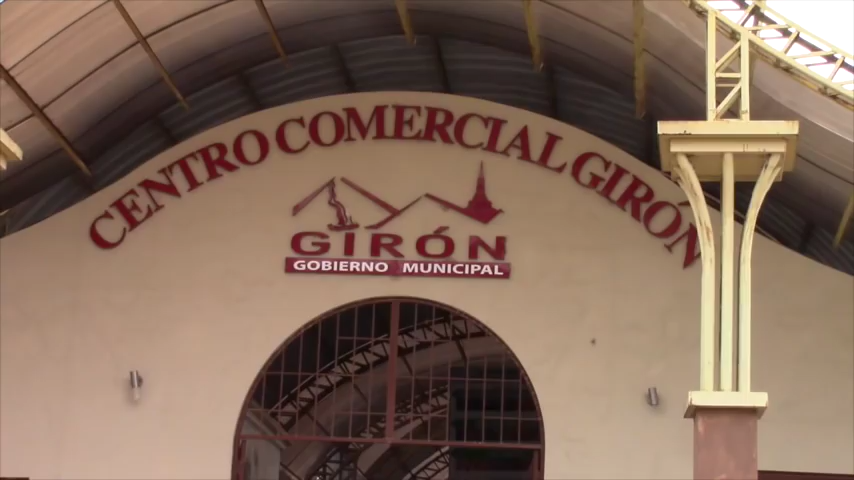 CENTRO COMERCIAL GIRÓN
GIRÓN
GOBIERNO MUNICIPAL